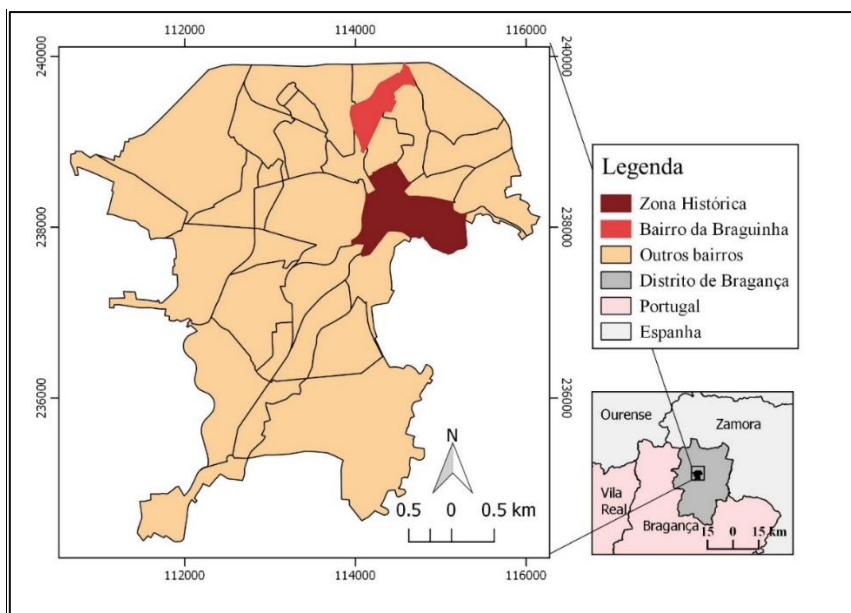 112000 114000 116000
240000 240000
238000 238000
236000 236000
112000 114000 116000
N
0.5 0 0.5 km
Legenda
Zona Histórica
Bairro da Braguinha
Outros bairros
Distrito de Bragança
Portugal
Espanha
Ourense
Zamora
Vila
Real
Bragança
15 0 15 km